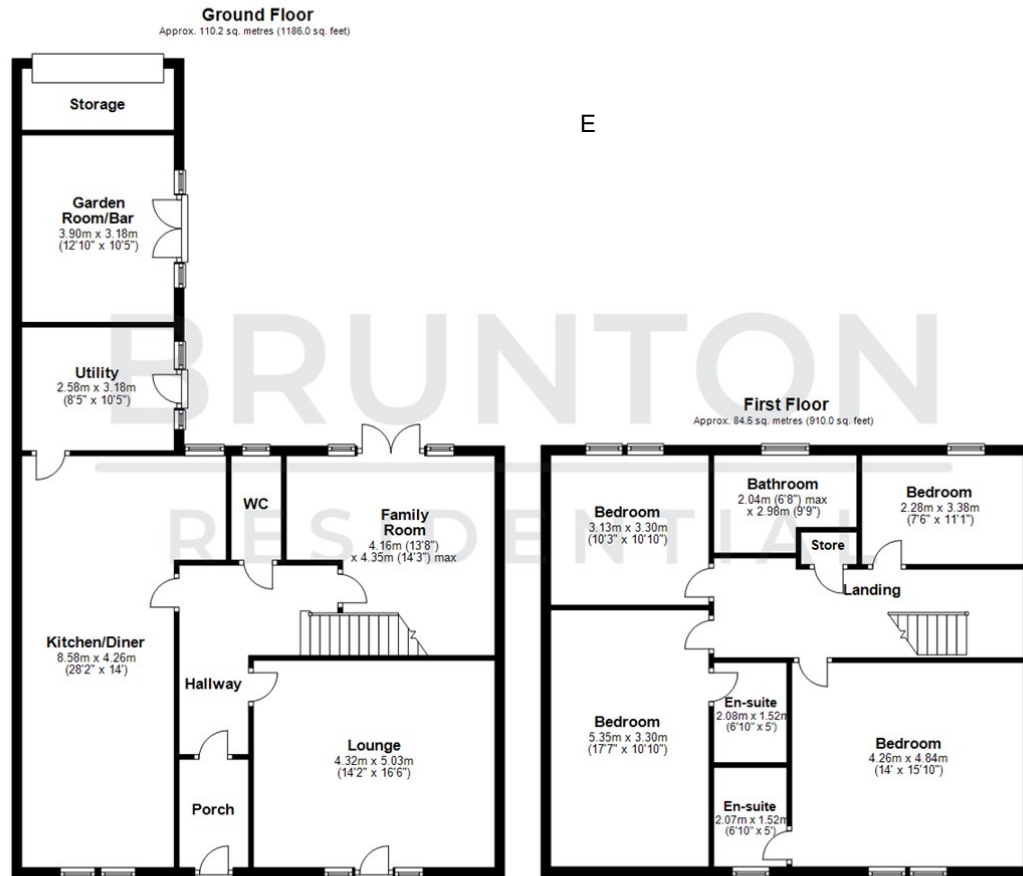 Ground Floor
Approx. 110.2 sq. metres (1186.0 sq. feet)
Storage
E
Garden
Room/Bar
3.90m x 3.18m
(12'10" x 10'5")
Utility
2.58m x 3.18m
(8'5" x 10'5")
WC
Family
Room
4.16m (13'8")
x 4.35m (14'3") max
Kitchen/Diner
8.58m x 4.26m
(28'2" x 14')
Hallway
Lounge
4.32m x 5.03m
(14'2" x 16'6")
Porch
BRUNTON
RESIDENTIAL
First Floor
Approx. 84.5 sq. metres (910.0 sq. feet)
Bedroom
3.13m x 3.30m
(10'3" x 10'10")
Bathroom
2.04m (6'8") max
x 2.98m (9'9")
Bedroom
2.28m x 3.38m
(7'6" x 11'1")
Store
Landing
Bedroom
5.35m x 3.30m
(17'7" x 10'10")
En-suite
2.08m x 1.52m
(6'10" x 5')
Bedroom
4.26m x 4.84m
(14' x 15'10")
En-suite
2.07m x 1.52m
(6'10" x 5')